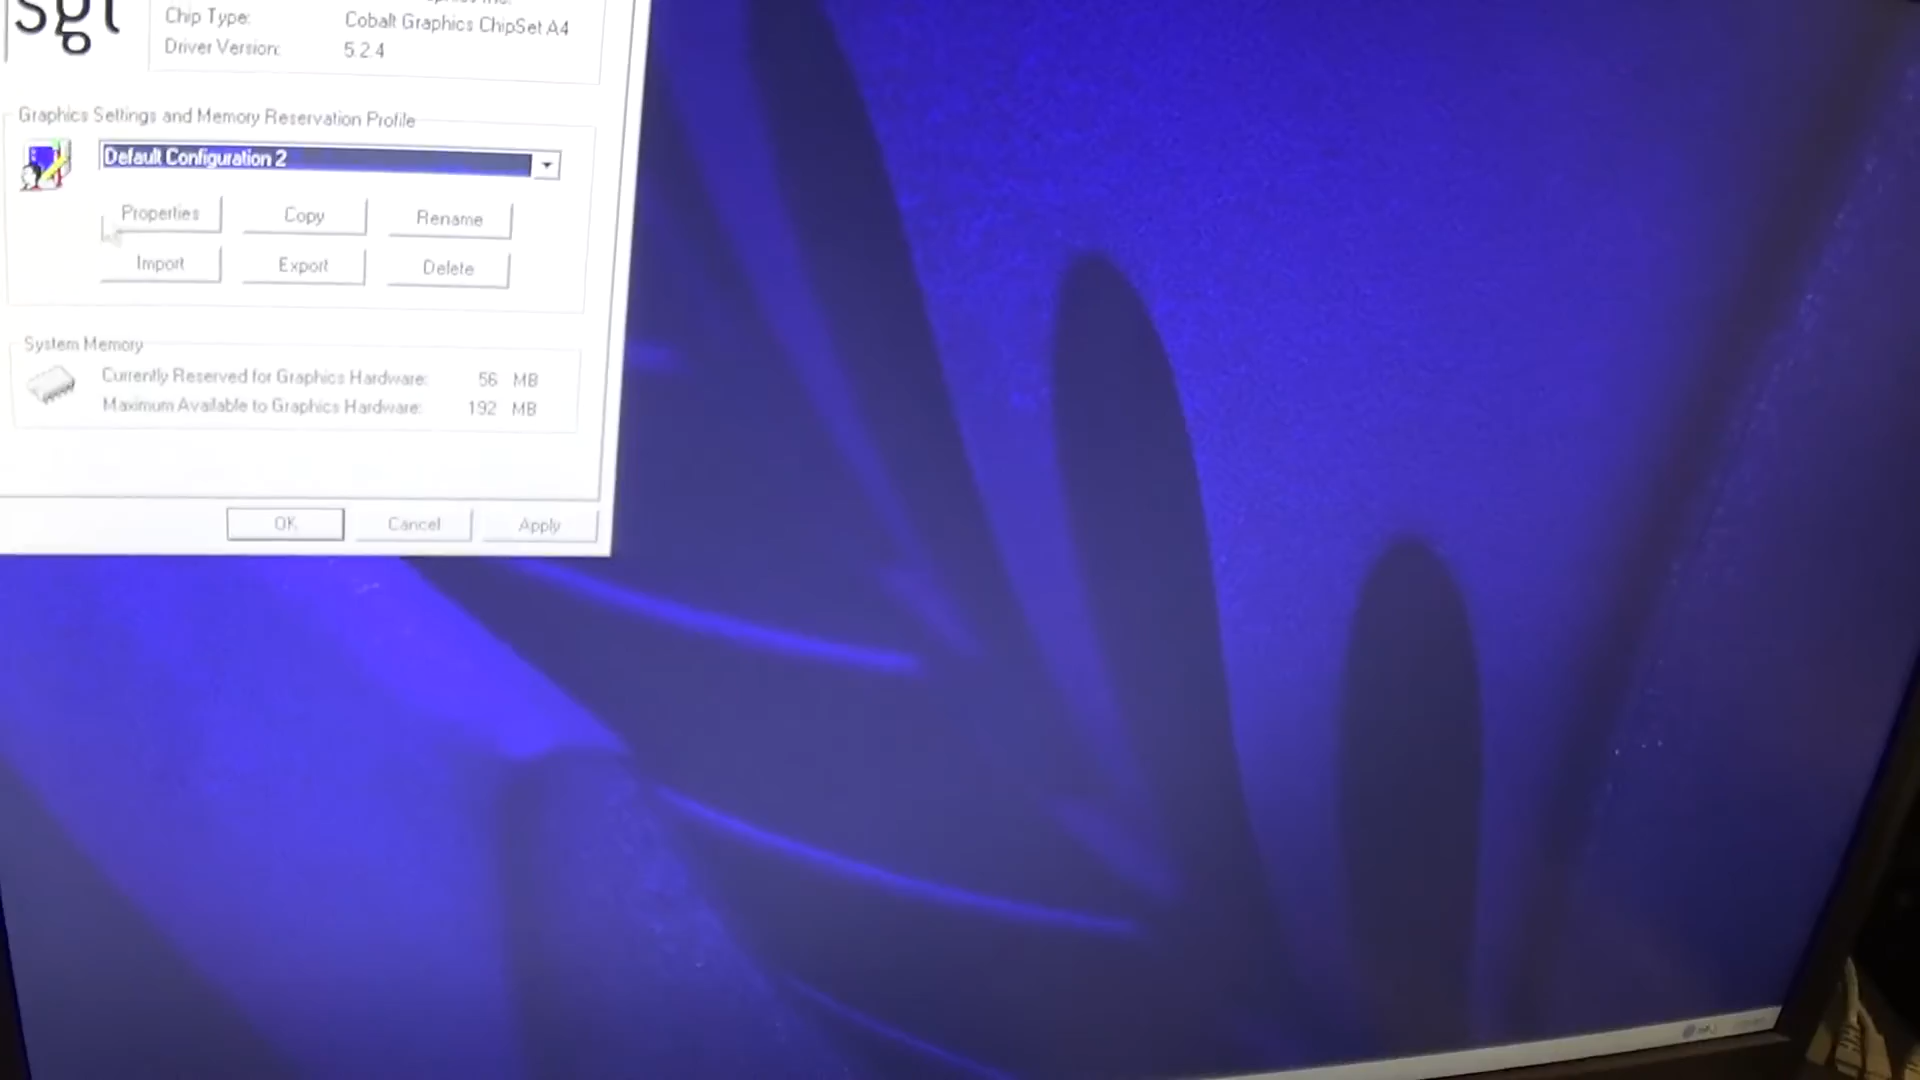 sgi
Chip Type: Cobalt Graphics ChipSet A4
Driver Version: 5.2.4
Graphics Settings and Memory Reservation Profile
Default Configuration 2
Properties Copy Rename
Import Export Delete
System Memory
Currently Reserved for Graphics Hardware: 56 MB
Maximum Available to Graphics Hardware: 192 MB
OK Cancel Apply